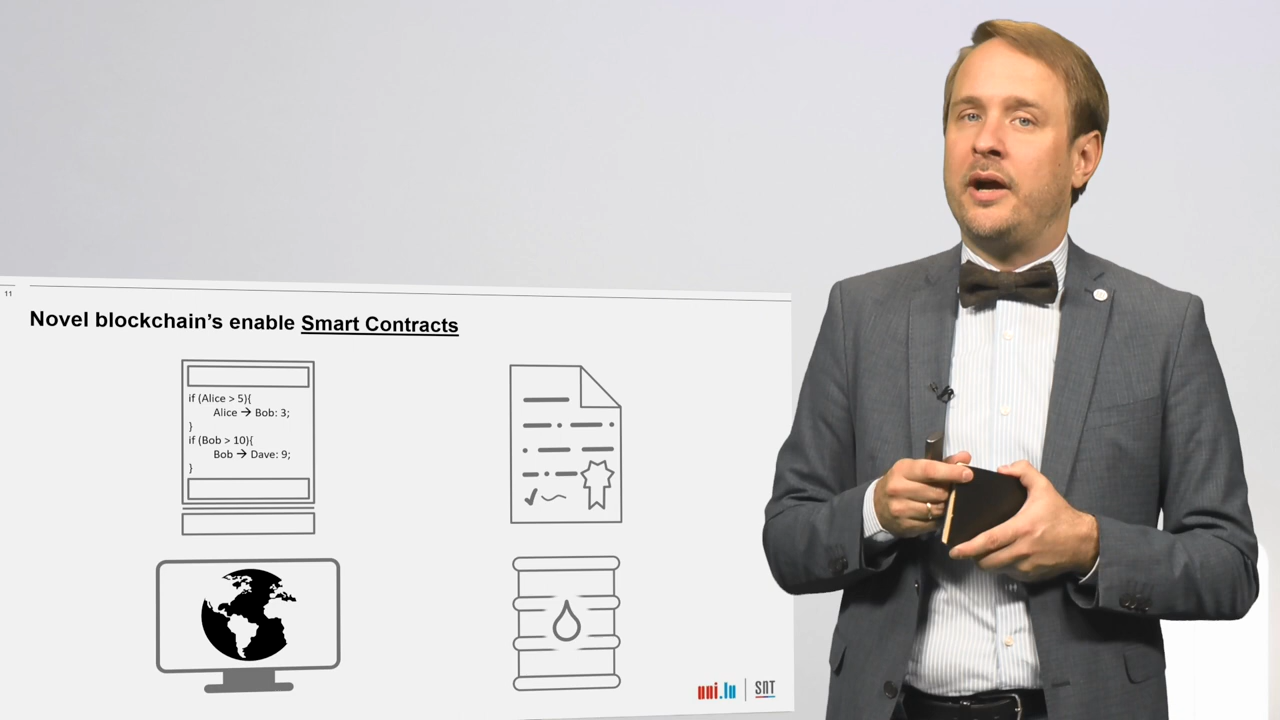 11
Novel blockchain's enable Smart Contracts
if (Alice > 5){
Alice → Bob: 3;
}
if (Bob > 10){
Bob → Dave: 9;
}
uni.lu
SNT